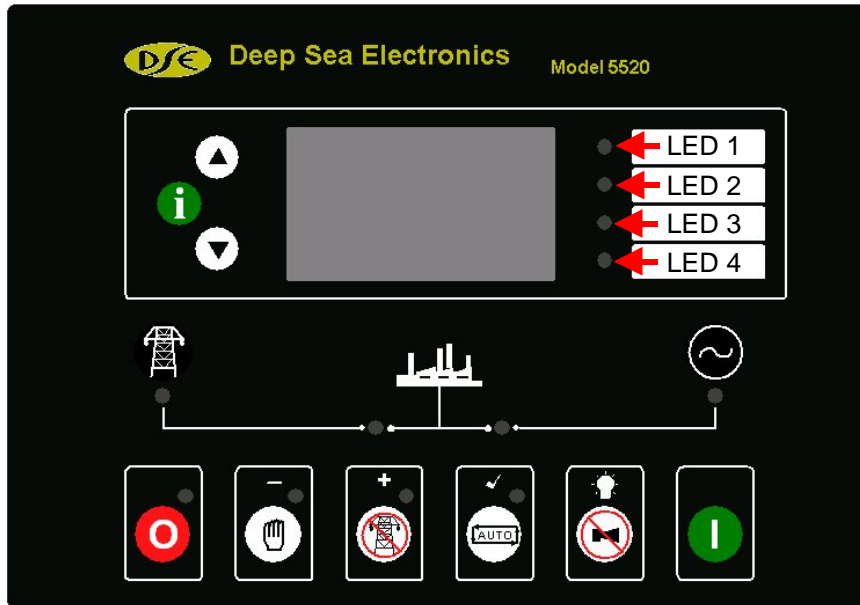 DSE Deep Sea Electronics
Model 5520
LED 1
LED 2
i
LED 3
LED 4
− + ✓
O AUTO I